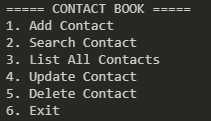 ===== CONTACT BOOK =====
1. Add Contact
2. Search Contact
3. List All Contacts
4. Update Contact
5. Delete Contact
6. Exit